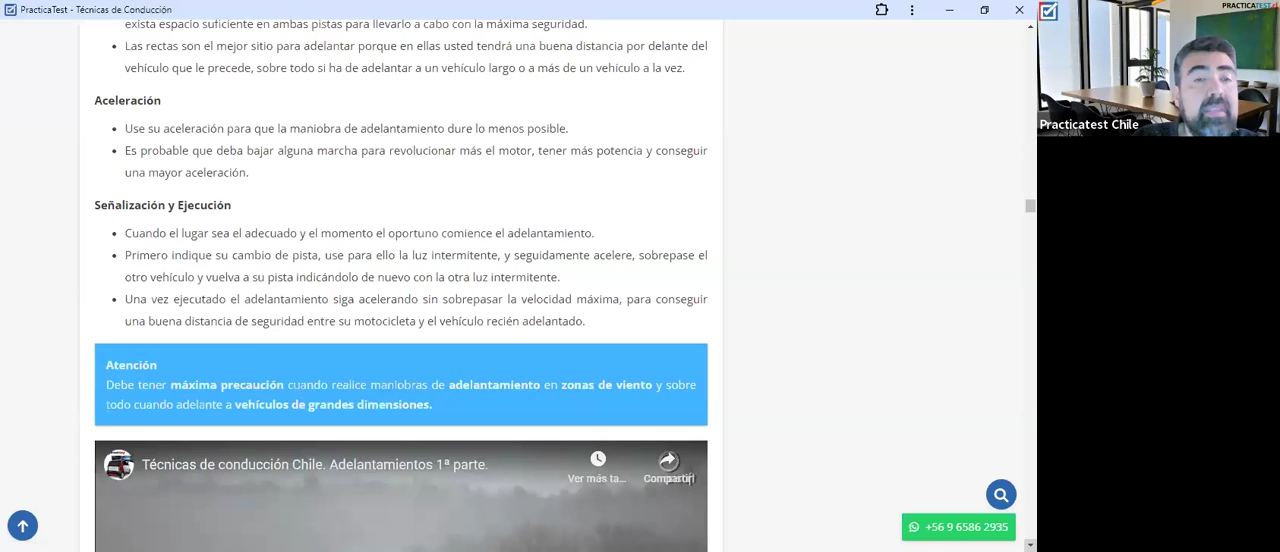 PracticaTest - Técnicas de Conducción
exista espacio suficiente en ambas pistas para llevarlo a cabo con la máxima seguridad.
Las rectas son el mejor sitio para adelantar porque en ellas usted tendrá una buena distancia por delante del
vehículo que le precede, sobre todo si ha de adelantar a un vehículo largo o a más de un vehículo a la vez.
Aceleración
Use su aceleración para que la maniobra de adelantamiento dure lo menos posible.
Es probable que deba bajar alguna marcha para revolucionar más el motor, tener más potencia y conseguir
una mayor aceleración.
Señalización y Ejecución
Cuando el lugar sea el adecuado y el momento el oportuno comience el adelantamiento.
Primero indique su cambio de pista, use para ello la luz intermitente, y seguidamente acelere, sobrepase el
otro vehículo y vuelva a su pista indicándolo de nuevo con la otra luz intermitente.
Una vez ejecutado el adelantamiento siga acelerando sin sobrepasar la velocidad máxima, para conseguir
una buena distancia de seguridad entre su motocicleta y el vehículo recién adelantado.
Atención
Debe tener máxima precaución cuando realice maniobras de adelantamiento en zonas de viento y sobre
todo cuando adelante a vehículos de grandes dimensiones.
Técnicas de conducción Chile. Adelantamientos 1ª parte.
Ver más ta...
Compartir
+56 9 6586 2935
PRACTICATEST
Practicatest Chile